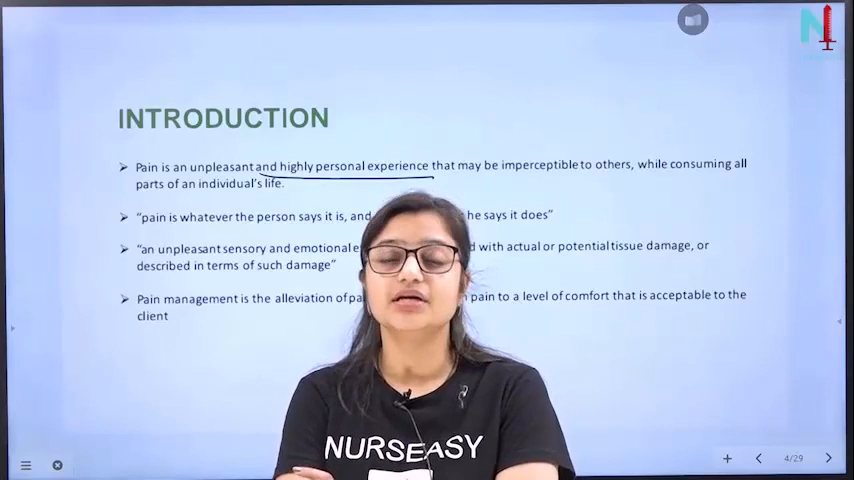 INTRODUCTION
➤ Pain is an unpleasant and highly personal experience that may be imperceptible to others, while consuming all
parts of an individual's life.
➤ "pain is whatever the person says it is, and he says it does"
➤ "an unpleasant sensory and emotional with actual or potential tissue damage, or
described in terms of such damage"
➤ Pain management is the alleviation of pain to a level of comfort that is acceptable to the
client
NURSEASY
4/29